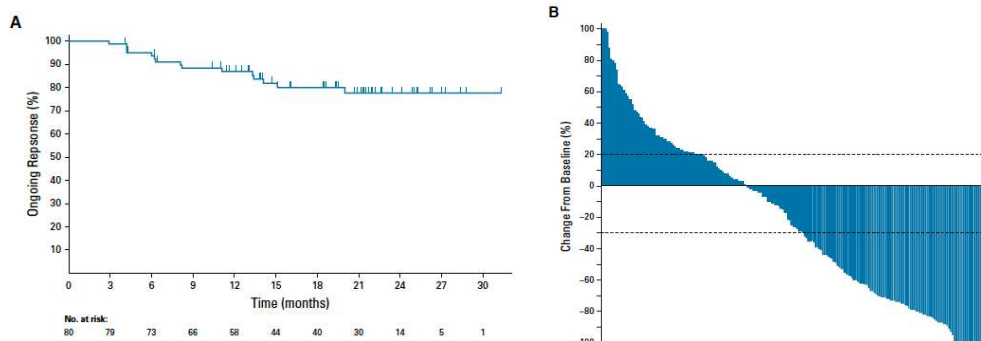 A
Ongoing Repsonse (%)
100
90
80
70
60
50
40
30
20
10
0 3 6 9 12 15 18 21 24 27 30
Time (months)
No. at risk:
80 79 73 66 58 44 40 30 14 5 1
B
Change From Baseline (%)
100
80
60
40
20
0
−20
−40
−60
−80
−100